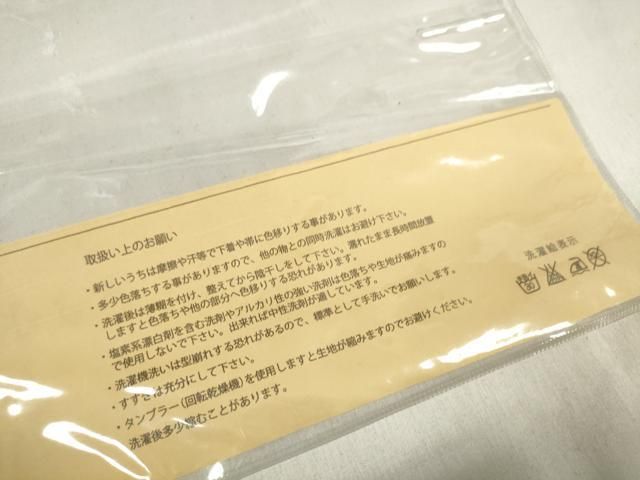 取扱い上のお願い
・新しいうちは摩擦や汗等で下着や帯に色移りする事があります。
・多少色落ちする事がありますので、他の物との同時洗濯はお避け下さい。
・洗濯後は薄糊を付け、整えてから陰干しをして下さい。濡れたまま長時間放置
しますと色落ちや他の部分へ色移りする恐れがあります。
・塩素系漂白剤を含む洗剤やアルカリ性の強い洗剤は色落ちや生地が痛みますの
で使用しないで下さい。出来れば中性洗剤が適しています。
・洗濯機洗いは型崩れする恐れがあるので、標準として手洗いでお願いします。
・すすぎは充分にして下さい。
・タンブラー(回転乾燥機)を使用しますと生地が縮みますのでお避けください。
洗濯後多少縮むことがあります。
洗濯絵表示